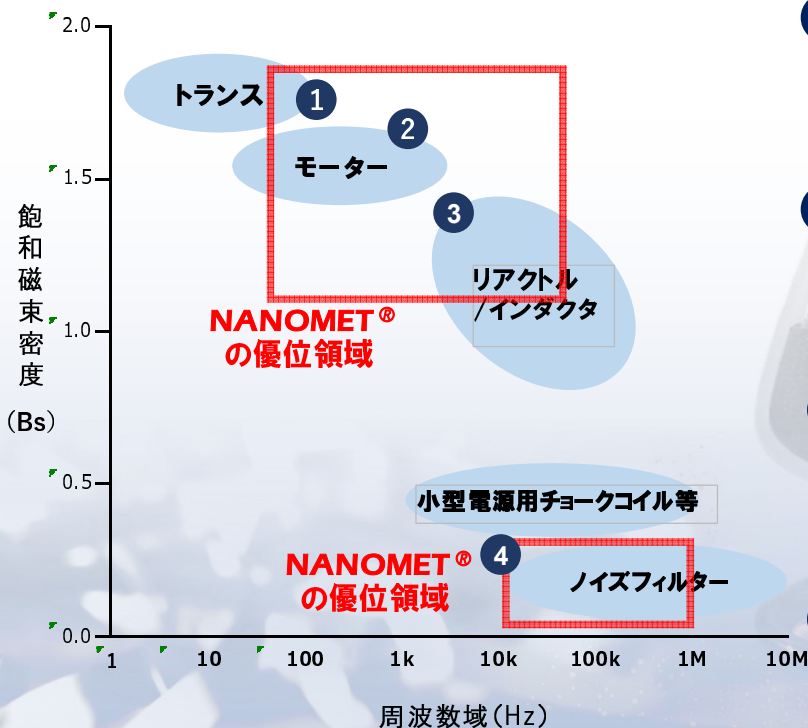 2.0
トランス
1
2
モーター
1.5
3
飽和磁束密度
(Bs)
リアクトル
/インダクタ
NANOMET®
の優位領域
1.0
0.5
小型電源用チョークコイル等
4
NANOMET®
の優位領域
ノイズフィルター
0.0
1 10 100 1k 10k 100k 1M 10M
周波数域(Hz)